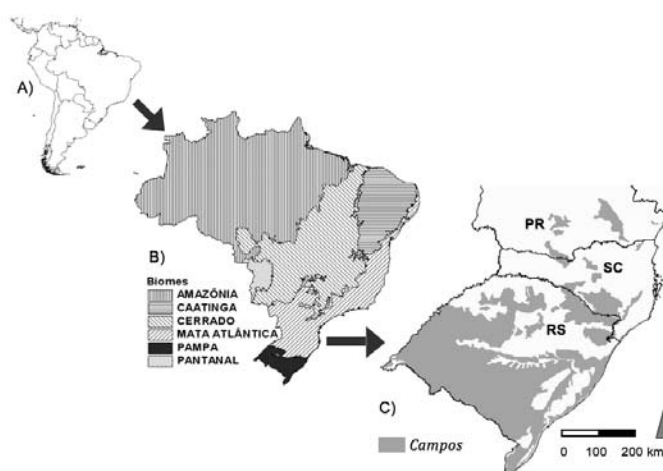 A)
B)
Biomes
AMAZÔNIA
CAATINGA
CERRADO
MATA ATLÂNTICA
PAMPA
PANTANAL
PR
SC
RS
C)
Campos
0 100 200 km